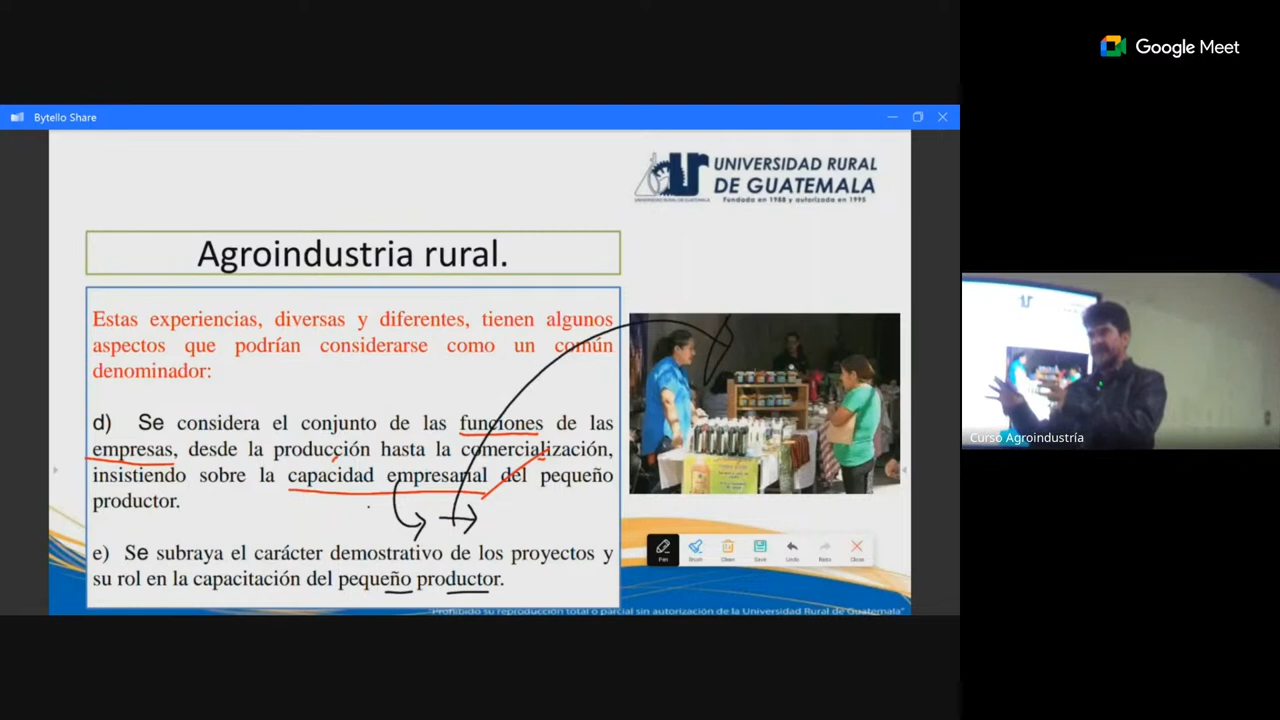 Google Meet
Bytello Share
UNIVERSIDAD RURAL
DE GUATEMALA
Fundada en 1988 y autorizada en 1995
Agroindustria rural.
Estas experiencias, diversas y diferentes, tienen algunos
aspectos que podrían considerarse como un común
denominador:
d) Se considera el conjunto de las funciones de las
empresas, desde la producción hasta la comercialización,
insistiendo sobre la capacidad empresarial del pequeño
productor.
e) Se subraya el carácter demostrativo de los proyectos y
su rol en la capacitación del pequeño productor.
Pen Brush Clean Save Undo Redo Close
"Prohibido su reproducción total o parcial sin autorización de la Universidad Rural de Guatemala"
Curso Agroindustría